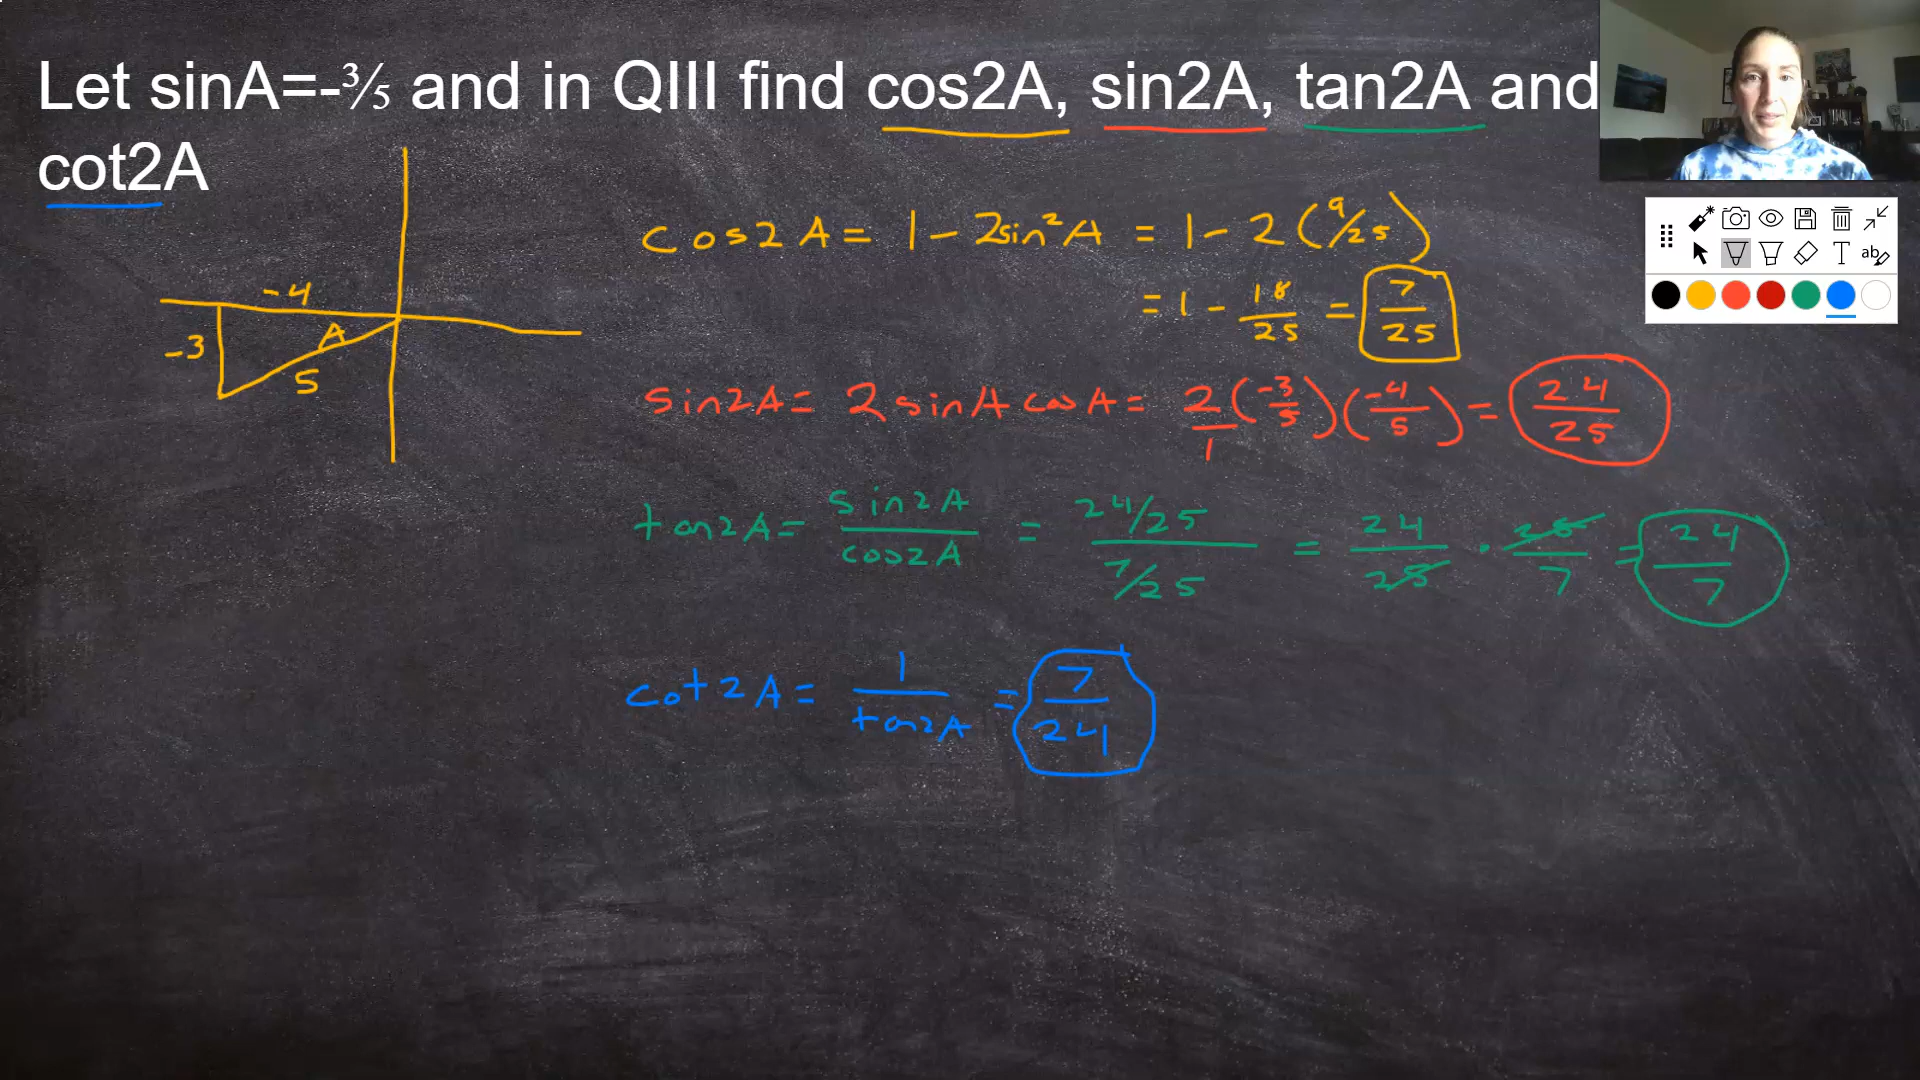 Let sinA=-⅗ and in QIII find cos2A, sin2A, tan2A and
cot2A
-4
-3
A
5
cos2A = 1 - 2sin²A = 1 - 2(9/25)
= 1 - 18/25 = 7/25
sin2A = 2sinAcosA = 2/1(-3/5)(-4/5) = 24/25
tan2A = sin2A/cos2A = 24/25/7/25 = 24/25 · 25/7 = 24/7
cot2A = 1/tan2A = 7/24
T
ab